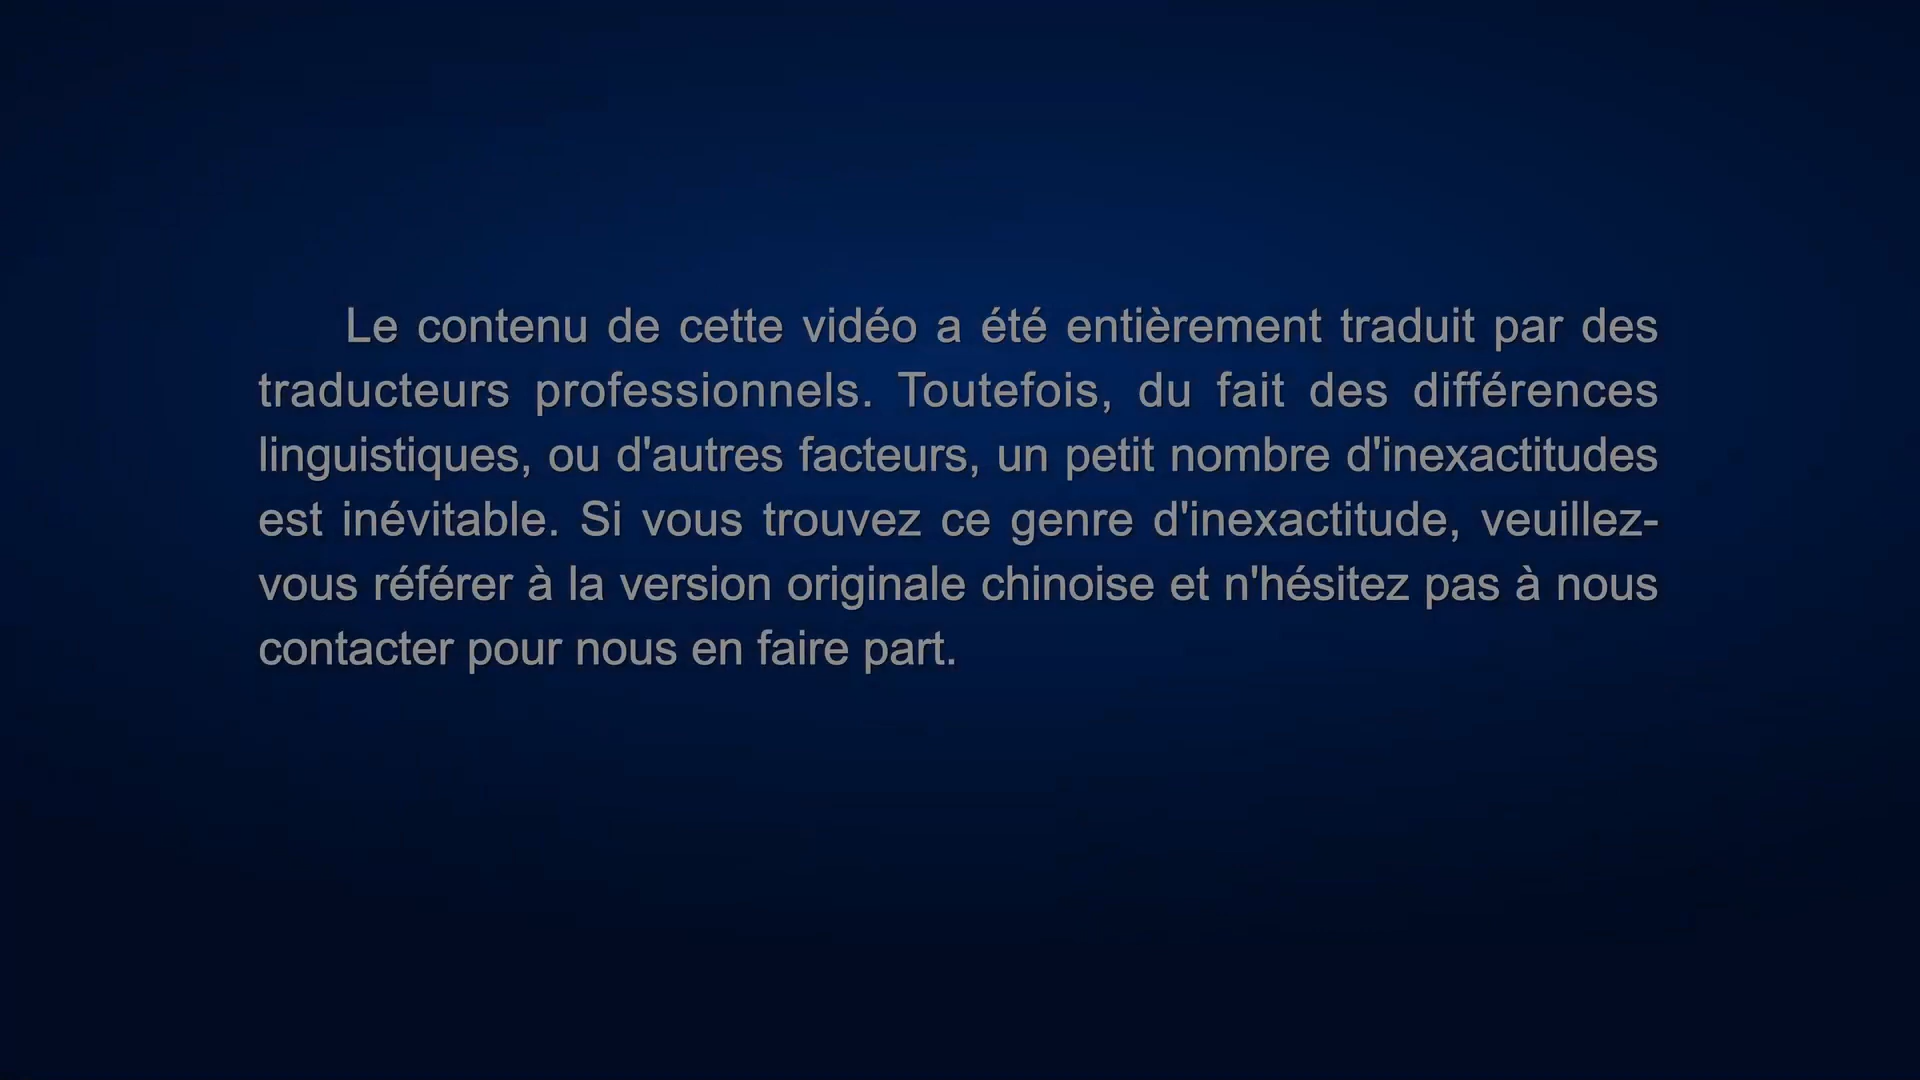 Le contenu de cette vidéo a été entièrement traduit par des
traducteurs professionnels. Toutefois, du fait des différences
linguistiques, ou d'autres facteurs, un petit nombre d'inexactitudes
est inévitable. Si vous trouvez ce genre d'inexactitude, veuillez-
vous référer à la version originale chinoise et n'hésitez pas à nous
contacter pour nous en faire part.